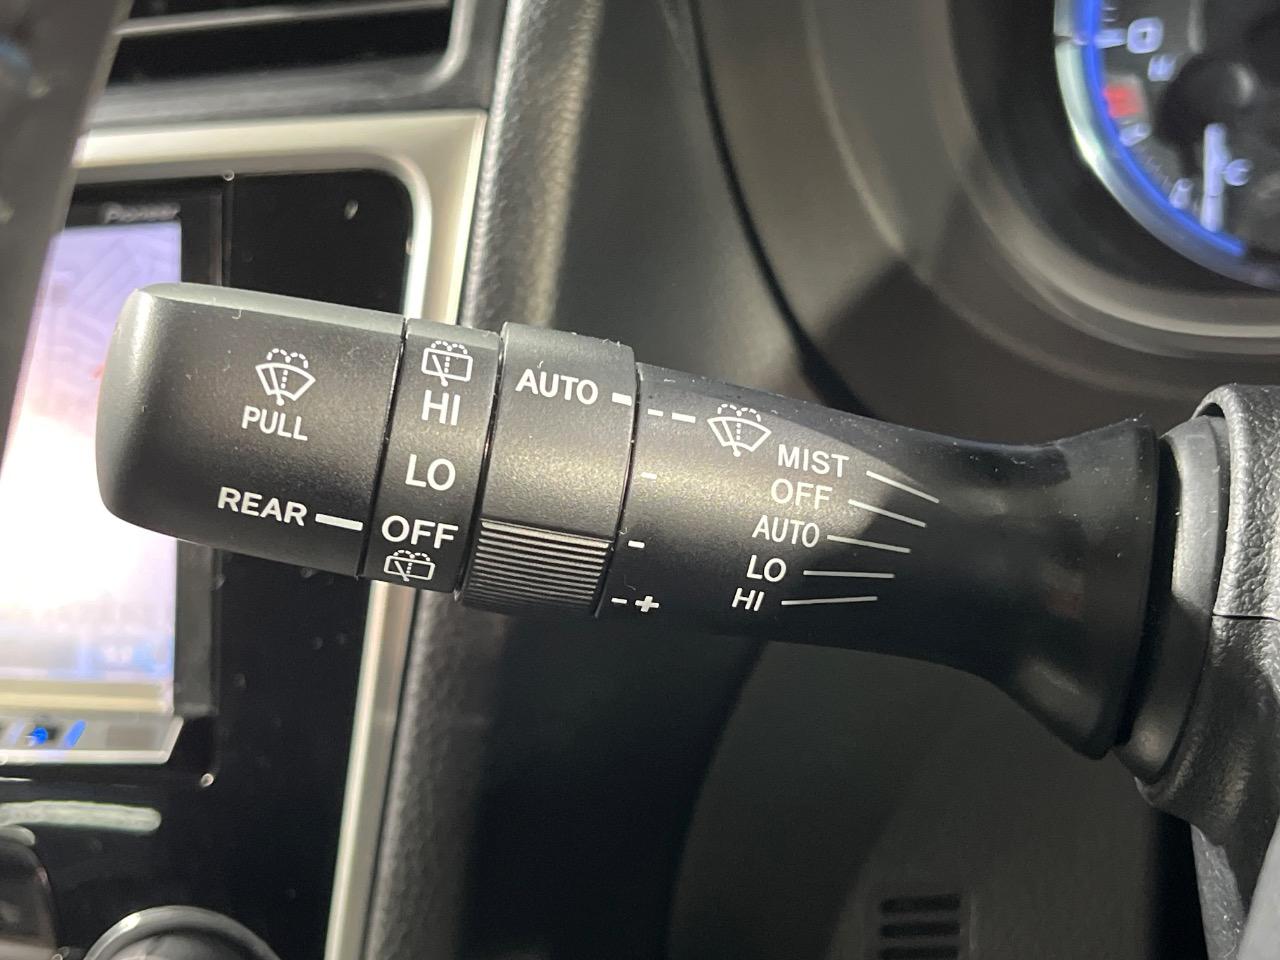 PULL
REAR
HI
LO
OFF
AUTO
- +
MIST
OFF
AUTO
LO
HI